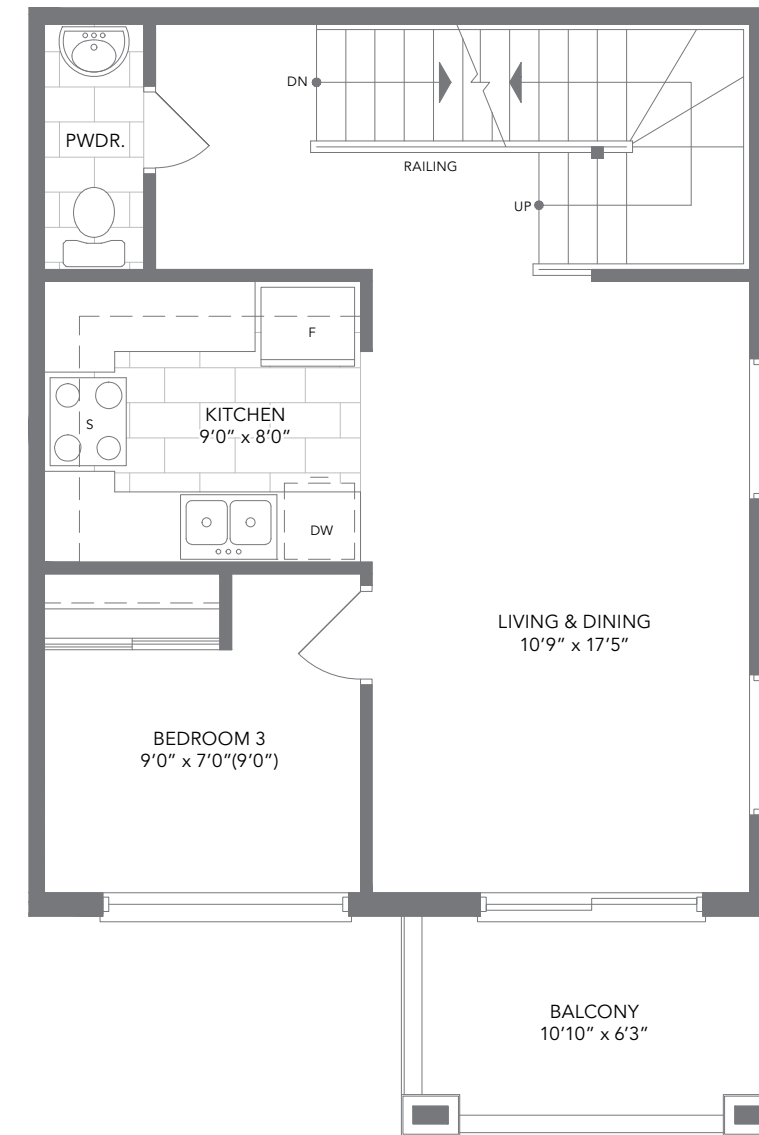 DN
PWDR.
RAILING
UP
F
S
KITCHEN
9’0” x 8’0”
DW
LIVING & DINING
10’9” x 17’5”
BEDROOM 3
9’0” x 7’0”(9’0”)
BALCONY
10’10” x 6’3”